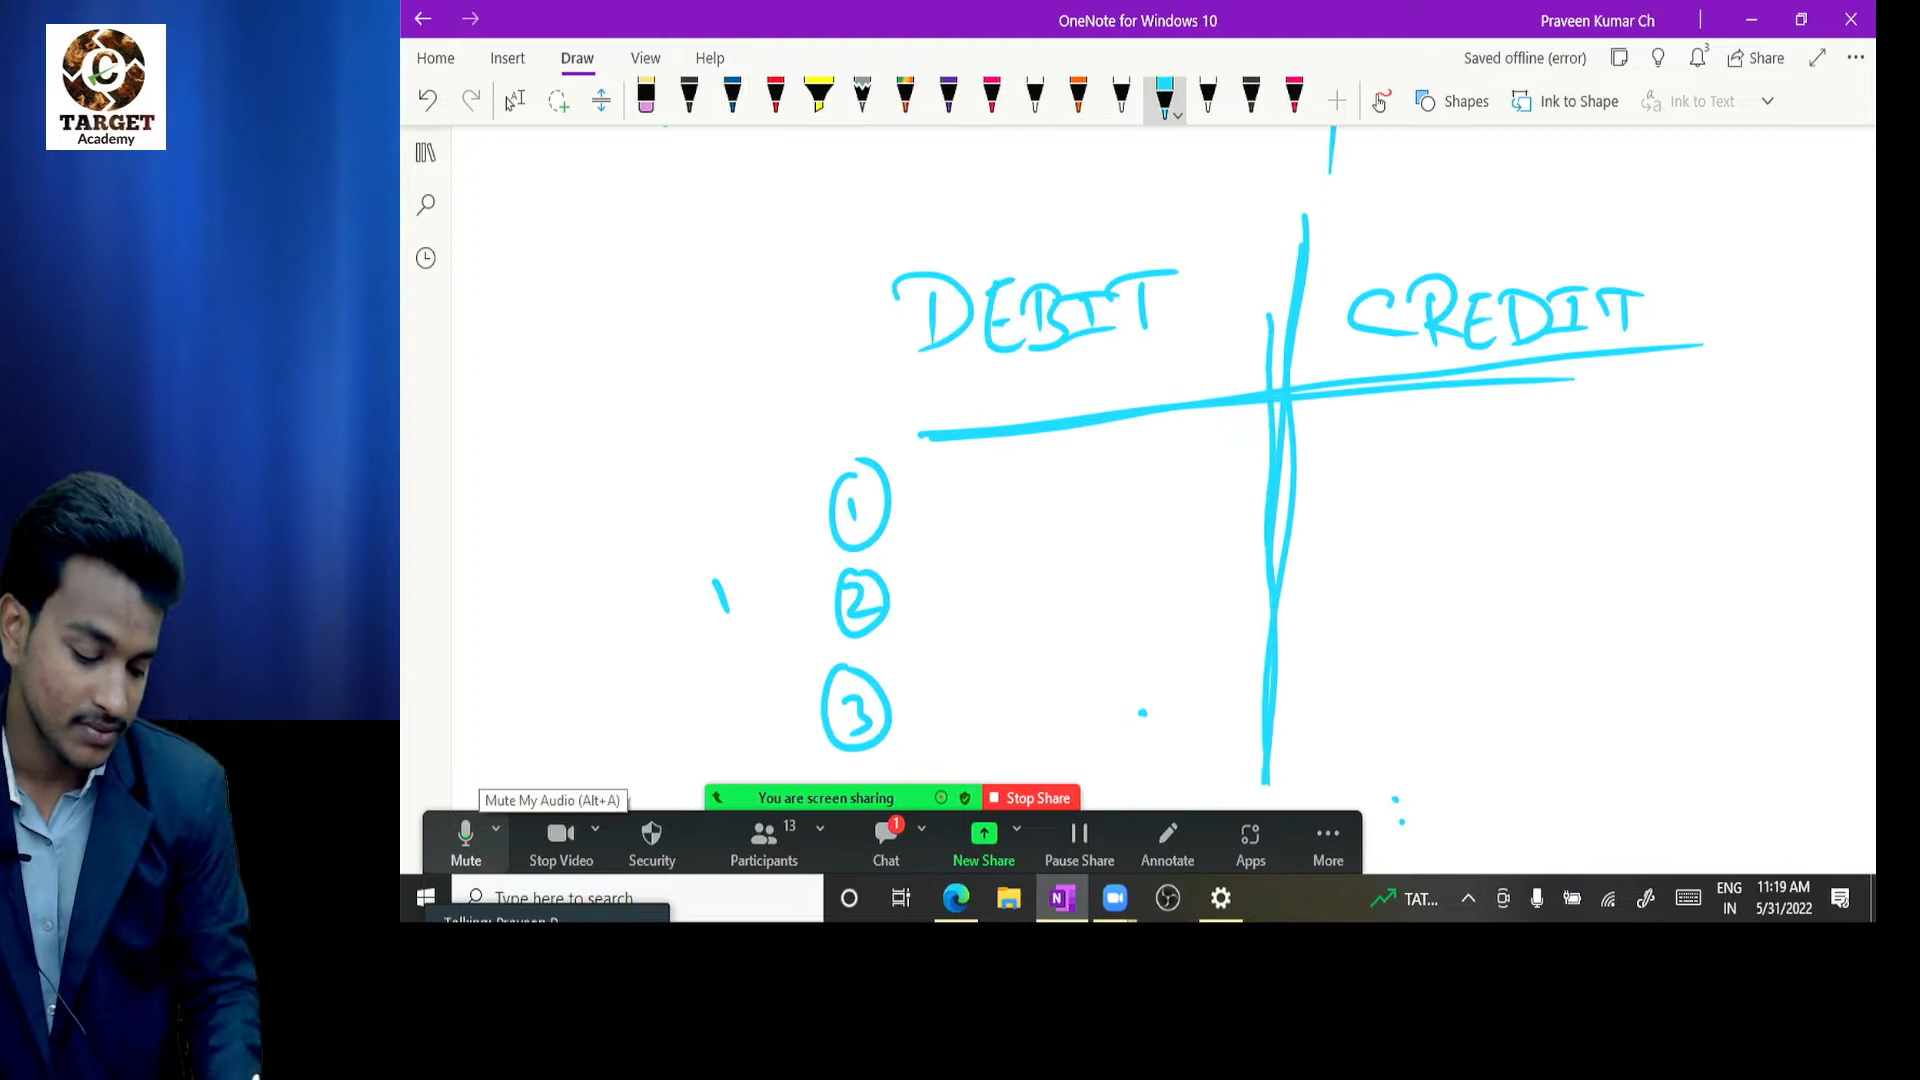 TARGET
Academy
OneNote for Windows 10
Praveen Kumar Ch
Home Insert Draw View Help
Saved offline (error) 3 Share
Shapes Ink to Shape Ink to Text
DEBIT CREDIT
1
2
3
Mute My Audio (Alt+A)
You are screen sharing Stop Share
13 1
Mute Stop Video Security Participants Chat New Share Pause Share Annotate Apps More
Type here to search
TAT...
ENG
IN
11:19 AM
5/31/2022